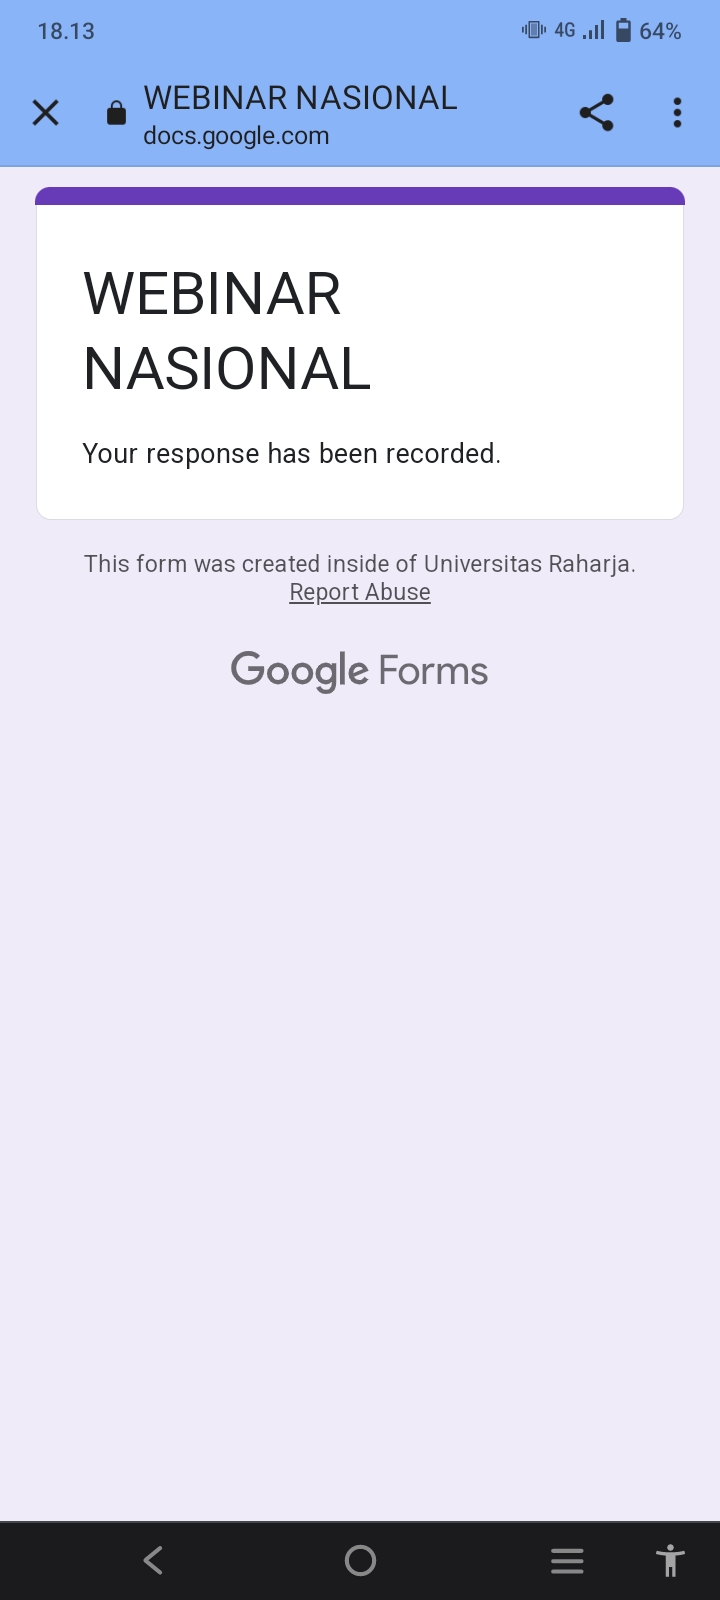 18.13 4G 64%
WEBINAR NASIONAL
docs.google.com
WEBINAR
NASIONAL
Your response has been recorded.
This form was created inside of Universitas Raharja.
Report Abuse
Google Forms